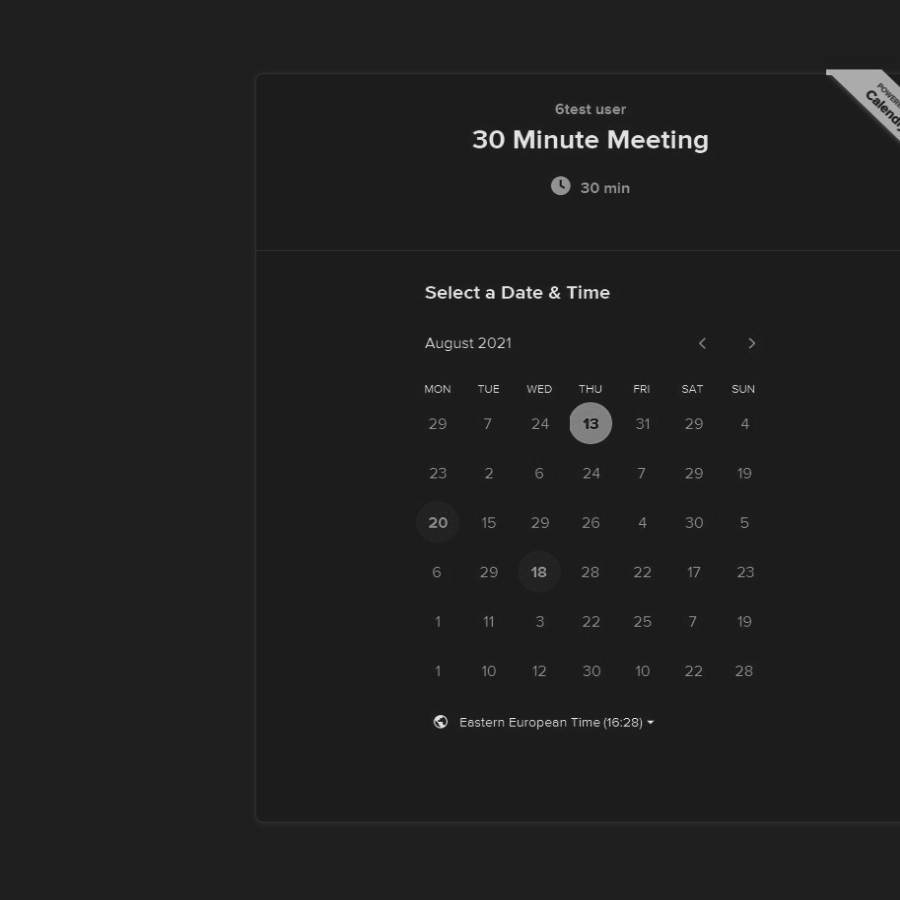 6test user
30 Minute Meeting
30 min
Select a Date & Time
August 2021
MON TUE WED THU FRI SAT SUN
29 7 24 13 31 29 4
23 2 6 24 7 29 19
20 15 29 26 4 30 5
6 29 18 28 22 17 23
1 11 3 22 25 7 19
1 10 12 30 10 22 28
Eastern European Time (16:28)